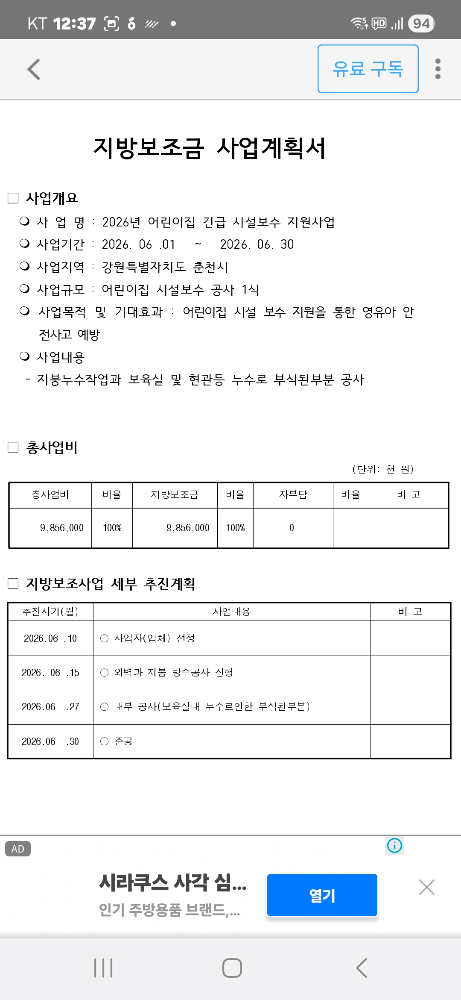 KT 12:37
5 HD 94
유료 구독
지방보조금 사업계획서
□ 사업개요
❍ 사 업 명 : 2026년 어린이집 긴급 시설보수 지원사업
❍ 사업기간 : 2026. 06 .01 ~ 2026. 06. 30
❍ 사업지역 : 강원특별자치도 춘천시
❍ 사업규모 : 어린이집 시설보수 공사 1식
❍ 사업목적 및 기대효과 : 어린이집 시설 보수 지원을 통한 영유아 안
전사고 예방
❍ 사업내용
- 지붕누수작업과 보육실 및 현관등 누수로 부식된부분 공사
□ 총사업비
(단위: 천 원)
총사업비 비율 지방보조금 비율 자부담 비율 비 고
9,856,000 100% 9,856,000 100% 0
□ 지방보조사업 세부 추진계획
추진시기(월) 사업내용 비 고
2026.06 .10 ○ 사업자(업체) 선정
2026. 06 .15 ○ 외벽과 지붕 방수공사 진행
2026.06 .27 ○ 내부 공사(보육실내 누수로인한 부식된부분)
2026.06 .30 ○ 준공
AD
시라쿠스 사각 심...
인기 주방용품 브랜드,...
열기